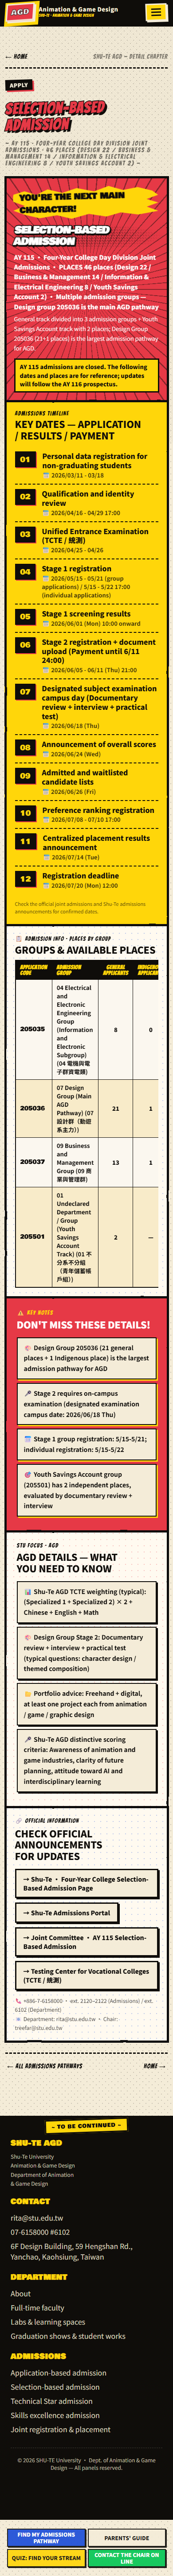 AGD
Animation & Game Design
SHU-TE · ANIMATION & GAME DESIGN
← HOME
SHU-TE AGD — DETAIL CHAPTER
APPLY
SELECTION-BASED
ADMISSION
— AY 115 · FOUR-YEAR COLLEGE DAY DIVISION JOINT
ADMISSIONS · PLACES 46 PLACES (DESIGN 22 / BUSINESS &
MANAGEMENT 14 / INFORMATION & ELECTRICAL
ENGINEERING 8 / YOUTH SAVINGS ACCOUNT 2) —
YOU'RE THE NEXT MAIN
CHARACTER!
SELECTION-BASED
ADMISSION
AY 115 · Four-Year College Day Division Joint
Admissions · PLACES 46 places (Design 22 /
Business & Management 14 / Information &
Electrical Engineering 8 / Youth Savings
Account 2) · Multiple admission groups —
Design group 205036 is the main AGD pathway
General track divided into 3 admission groups + Youth
Savings Account track with 2 places; Design Group
205036 (21+1 places) is the largest admission pathway
for AGD.
AY 115 admissions are closed. The following
dates and places are for reference; updates
will follow the AY 116 prospectus.
ADMISSIONS TIMELINE
KEY DATES — APPLICATION
/ RESULTS / PAYMENT
01
Personal data registration for
non-graduating students
📅 2026/03/11 - 03/18
02
Qualification and identity
review
📅 2026/04/16 - 04/29 17:00
03
Unified Entrance Examination
(TCTE / 統測)
📅 2026/04/25 - 04/26
04
Stage 1 registration
📅 2026/05/15 - 05/21 (group
applications) / 5/15 - 5/22 17:00
(individual applications)
05
Stage 1 screening results
📅 2026/06/01 (Mon) 10:00 onward
06
Stage 2 registration + document
upload (Payment until 6/11
24:00)
📅 2026/06/05 - 06/11 (Thu) 21:00
07
Designated subject examination
campus day (Documentary
review + interview + practical
test)
📅 2026/06/18 (Thu)
08
Announcement of overall scores
📅 2026/06/24 (Wed)
09
Admitted and waitlisted
candidate lists
📅 2026/06/26 (Fri)
10
Preference ranking registration
📅 2026/07/08 - 07/10 17:00
11
Centralized placement results
announcement
📅 2026/07/14 (Tue)
12
Registration deadline
📅 2026/07/20 (Mon) 12:00
Check the official joint admissions and Shu-Te admissions
announcements for confirmed dates.
📋 ADMISSION INFO · PLACES BY GROUP
GROUPS & AVAILABLE PLACES
APPLICATION
CODE
ADMISSION
GROUP
GENERAL
APPLICANTS
INDIGENOUS
APPLICANTS
205035
04 Electrical
and
Electronic
Engineering
Group
(Information
and
Electronic
Subgroup)
(04 電機與電
子群資電類)
8
0
205036
07 Design
Group (Main
AGD
Pathway) (07
設計群（動遊
系主力）)
21
1
205037
09 Business
and
Management
Group (09 商
業與管理群)
13
1
205501
01
Undeclared
Department
/ Group
(Youth
Savings
Account
Track) (01 不
分系不分組
（青年儲蓄帳
戶組）)
2
—
⚠️ KEY NOTES
DON'T MISS THESE DETAILS!
🎯 Design Group 205036 (21 general
places + 1 Indigenous place) is the largest
admission pathway for AGD
📍 Stage 2 requires on-campus
examination (designated examination
campus date: 2026/06/18 Thu)
📅 Stage 1 group registration: 5/15-5/21;
individual registration: 5/15-5/22
🎯 Youth Savings Account group
(205501) has 2 independent places,
evaluated by documentary review +
interview
STU FOCUS · AGD
AGD DETAILS — WHAT
YOU NEED TO KNOW
📊 Shu-Te AGD TCTE weighting (typical):
(Specialized 1 + Specialized 2) × 2 +
Chinese + English + Math
🎯 Design Group Stage 2: Documentary
review + interview + practical test
(typical questions: character design /
themed composition)
📁 Portfolio advice: Freehand + digital,
at least one project each from animation
/ game / graphic design
🎤 Shu-Te AGD distinctive scoring
criteria: Awareness of animation and
game industries, clarity of future
planning, attitude toward AI and
interdisciplinary learning
🔗 OFFICIAL INFORMATION
CHECK OFFICIAL
ANNOUNCEMENTS
FOR UPDATES
→ Shu-Te · Four-Year College Selection-
Based Admission Page
→ Shu-Te Admissions Portal
→ Joint Committee · AY 115 Selection-
Based Admission
→ Testing Center for Vocational Colleges
(TCTE / 統測)
📞 +886-7-6158000 · ext. 2120–2122 (Admissions) / ext.
6102 (Department)
📧 Department: rita@stu.edu.tw · Chair:
treefar@stu.edu.tw
← ALL ADMISSIONS PATHWAYS
HOME →
— TO BE CONTINUED —
SHU-TE AGD
Shu-Te University
Animation & Game Design
Department of Animation
& Game Design
CONTACT
rita@stu.edu.tw
07-6158000 #6102
6F Design Building, 59 Hengshan Rd.,
Yanchao, Kaohsiung, Taiwan
DEPARTMENT
About
Full-time faculty
Labs & learning spaces
Graduation shows & student works
ADMISSIONS
Application-based admission
Selection-based admission
Technical Star admission
Skills excellence admission
Joint registration & placement
© 2026 SHU-TE University · Dept. of Animation & Game
Design — All panels reserved.
FIND MY ADMISSIONS
PATHWAY
PARENTS' GUIDE
QUIZ: FIND YOUR STREAM
CONTACT THE CHAIR ON
LINE